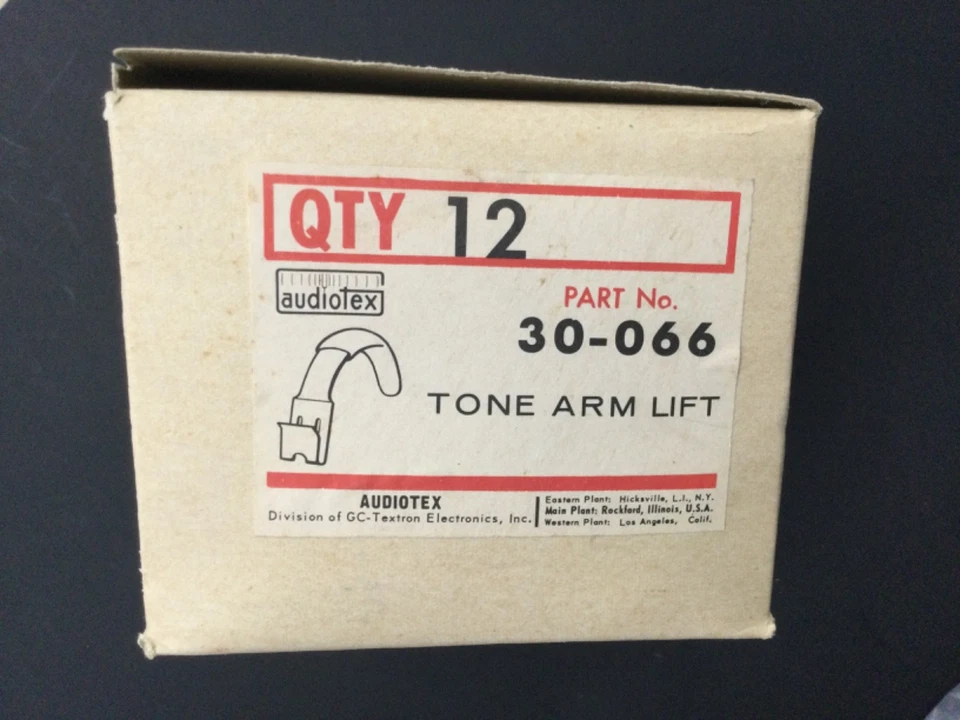 QTY 12
audiotex
PART No.
30-066
TONE ARM LIFT
AUDIOTEX
Division of GC-Textron Electronics, Inc.
Eastern Plant: Hicksville, L.I., N.Y.
Main Plant: Rockford, Illinois, U.S.A.
Western Plant: Los Angeles, Calif.